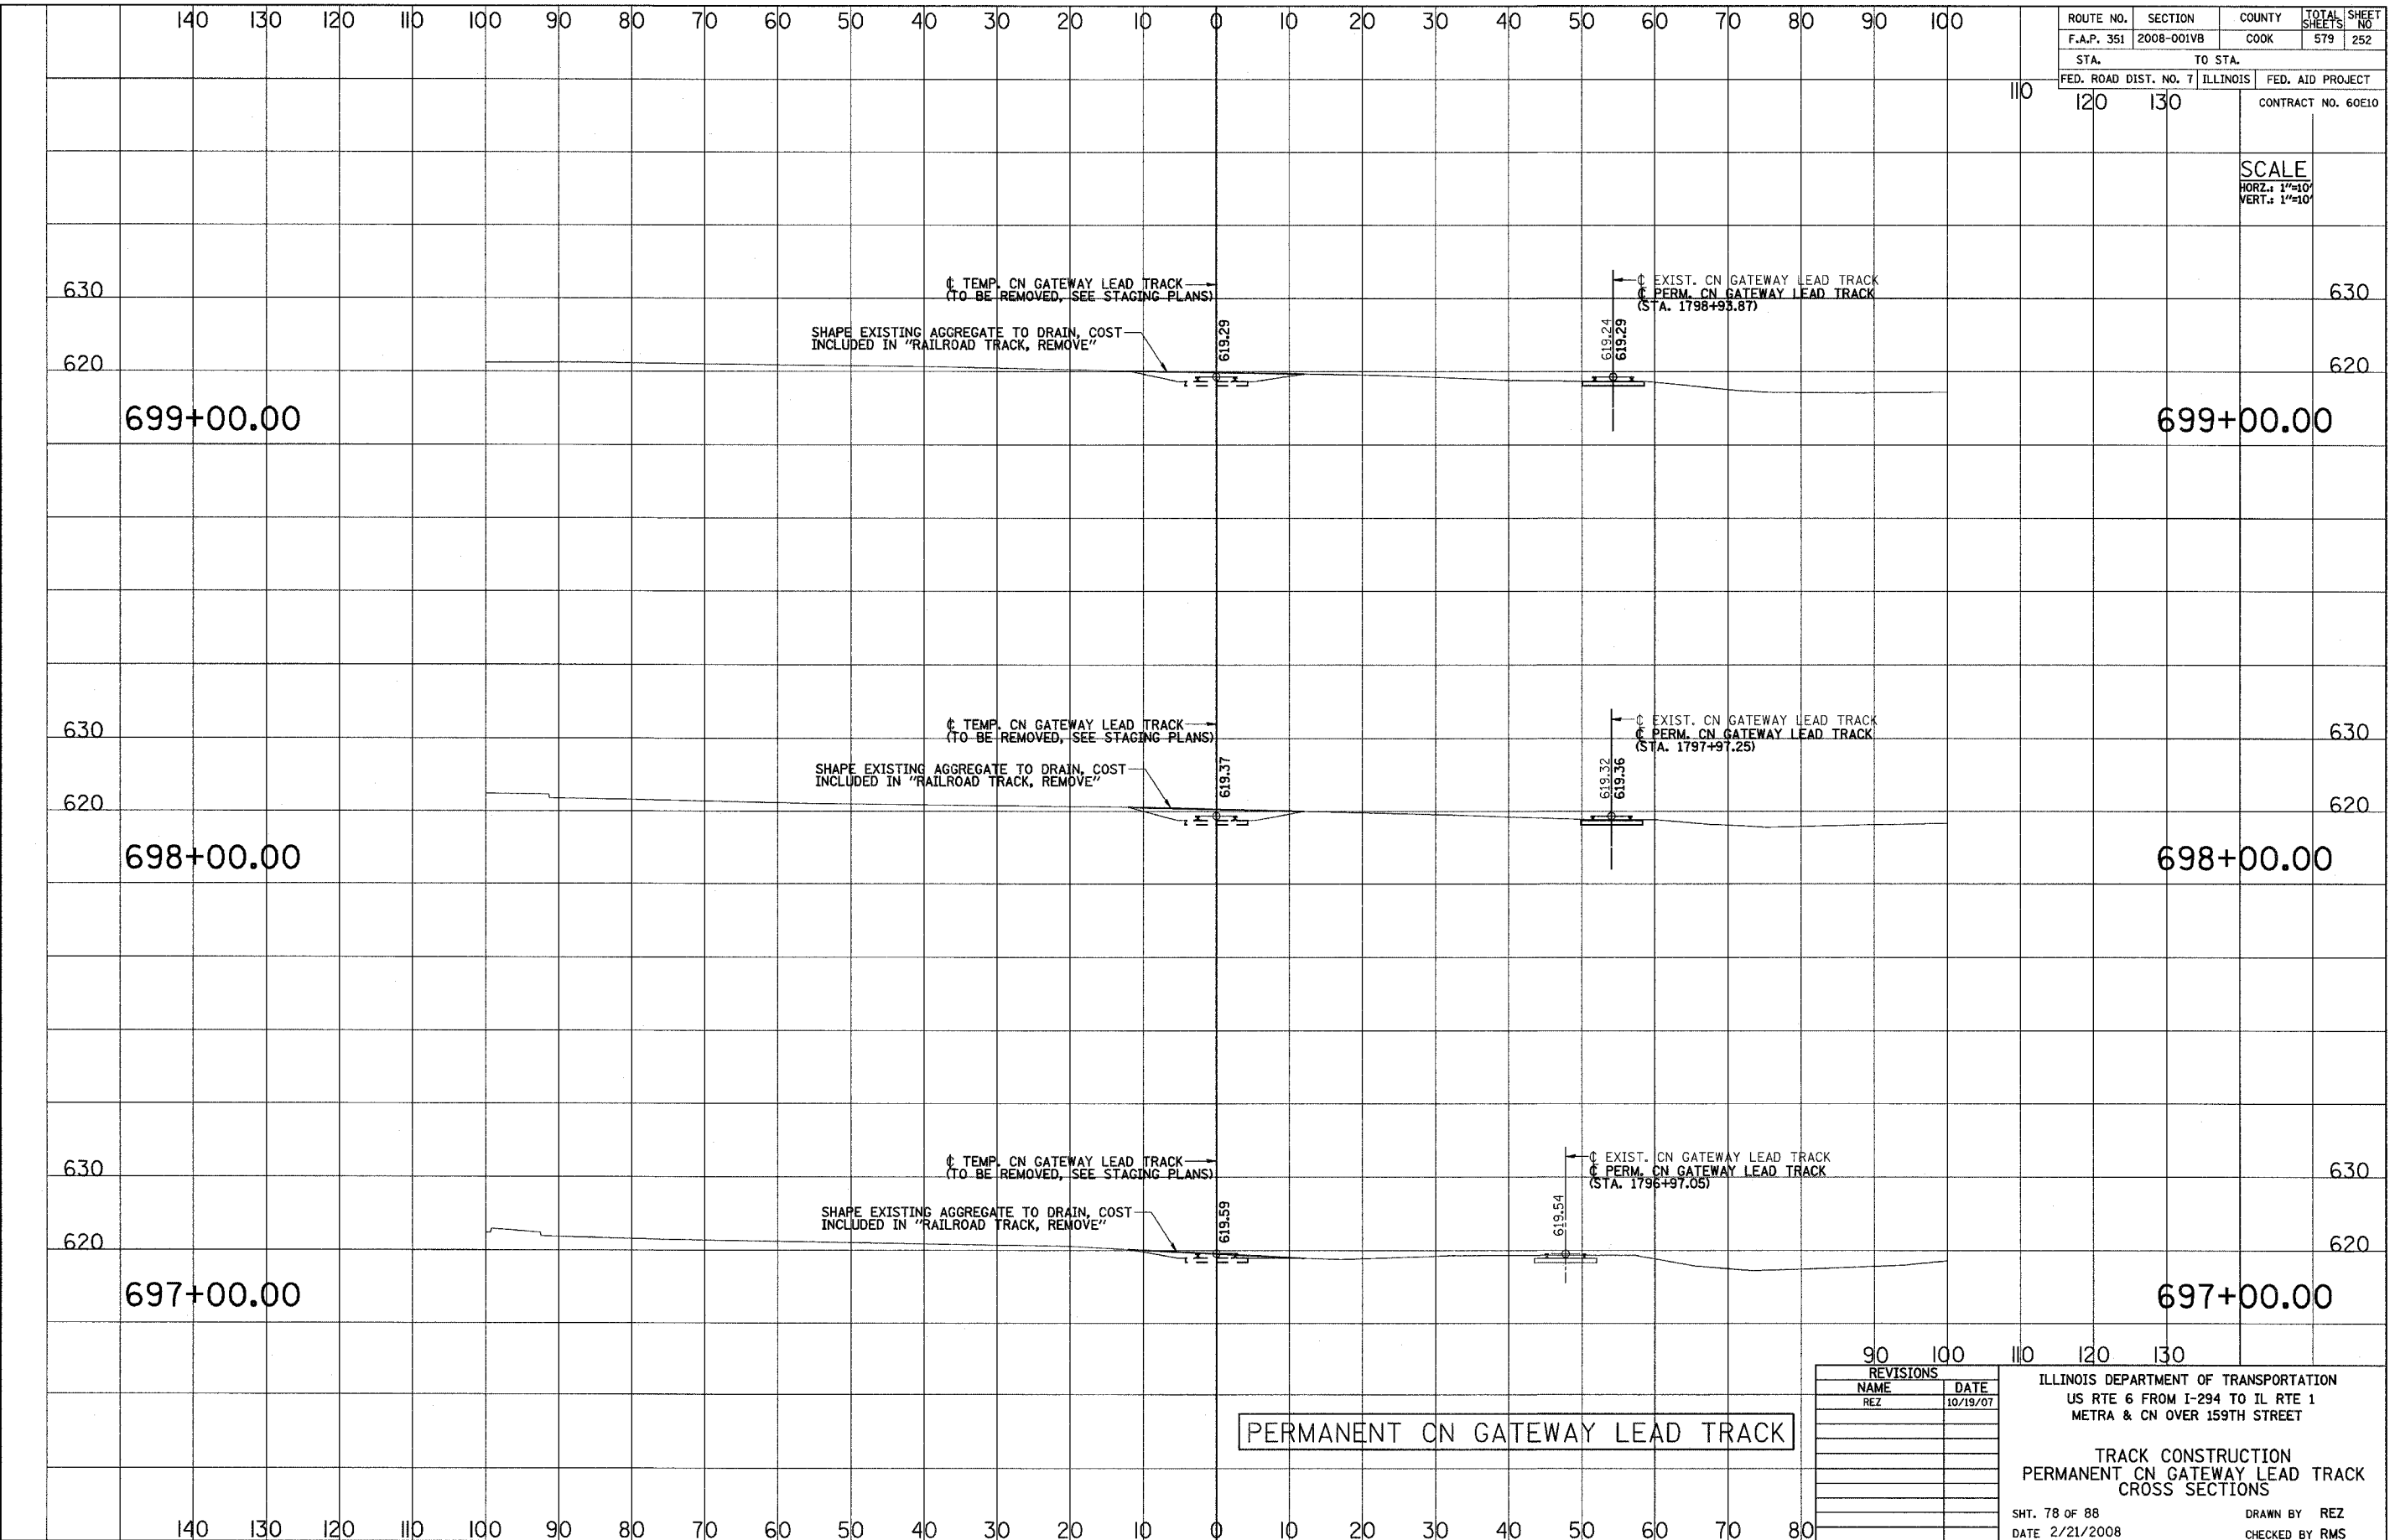 140 130 120 110 100 90 80 70 60 50 40 30 20 10 0 10 20 30 40 50 60 70 80 90 100
ROUTE NO. SECTION COUNTY TOTAL SHEETS SHEET NO
F.A.P. 351 2008-001VB COOK 579 252
STA. TO STA.
FED. ROAD DIST. NO. 7 ILLINOIS FED. AID PROJECT
110 120 130
CONTRACT NO. 60E10
SCALE
HORZ.: 1"=10'
VERT.: 1"=10'
℄ TEMP. CN GATEWAY LEAD TRACK
(TO BE REMOVED, SEE STAGING PLANS)
℄ EXIST. CN GATEWAY LEAD TRACK
℄ PERM. CN GATEWAY LEAD TRACK
(STA. 1798+93.87)
630 630
SHAPE EXISTING AGGREGATE TO DRAIN, COST
INCLUDED IN "RAILROAD TRACK, REMOVE"
619.29
619.24
619.29
620 620
699+00.00 699+00.00
℄ TEMP. CN GATEWAY LEAD TRACK
(TO BE REMOVED, SEE STAGING PLANS)
℄ EXIST. CN GATEWAY LEAD TRACK
℄ PERM. CN GATEWAY LEAD TRACK
(STA. 1797+97.25)
630 630
SHAPE EXISTING AGGREGATE TO DRAIN, COST
INCLUDED IN "RAILROAD TRACK, REMOVE"
619.37
619.32
619.36
620 620
698+00.00 698+00.00
℄ TEMP. CN GATEWAY LEAD TRACK
(TO BE REMOVED, SEE STAGING PLANS)
℄ EXIST. CN GATEWAY LEAD TRACK
℄ PERM. CN GATEWAY LEAD TRACK
(STA. 1796+97.05)
630 630
SHAPE EXISTING AGGREGATE TO DRAIN, COST
INCLUDED IN "RAILROAD TRACK, REMOVE"
619.59
619.54
620 620
697+00.00 697+00.00
90 100 110 120 130
REVISIONS
NAME DATE
REZ 10/19/07
ILLINOIS DEPARTMENT OF TRANSPORTATION
US RTE 6 FROM I-294 TO IL RTE 1
METRA & CN OVER 159TH STREET
PERMANENT CN GATEWAY LEAD TRACK
TRACK CONSTRUCTION
PERMANENT CN GATEWAY LEAD TRACK
CROSS SECTIONS
SHT. 78 OF 88 DRAWN BY REZ
DATE 2/21/2008 CHECKED BY RMS
140 130 120 110 100 90 80 70 60 50 40 30 20 10 0 10 20 30 40 50 60 70 80